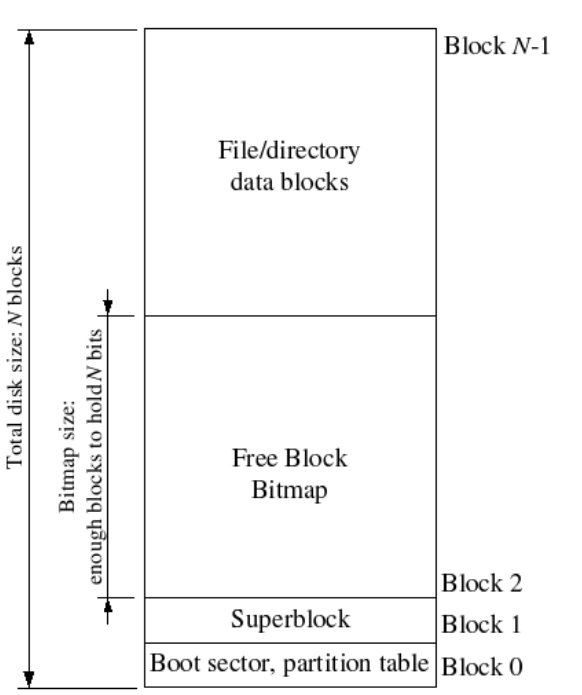 Block N-1
File/directory
data blocks
Total disk size: N blocks
Bitmap size:
enough blocks to hold N bits
Free Block
Bitmap
Block 2
Superblock
Block 1
Boot sector, partition table
Block 0